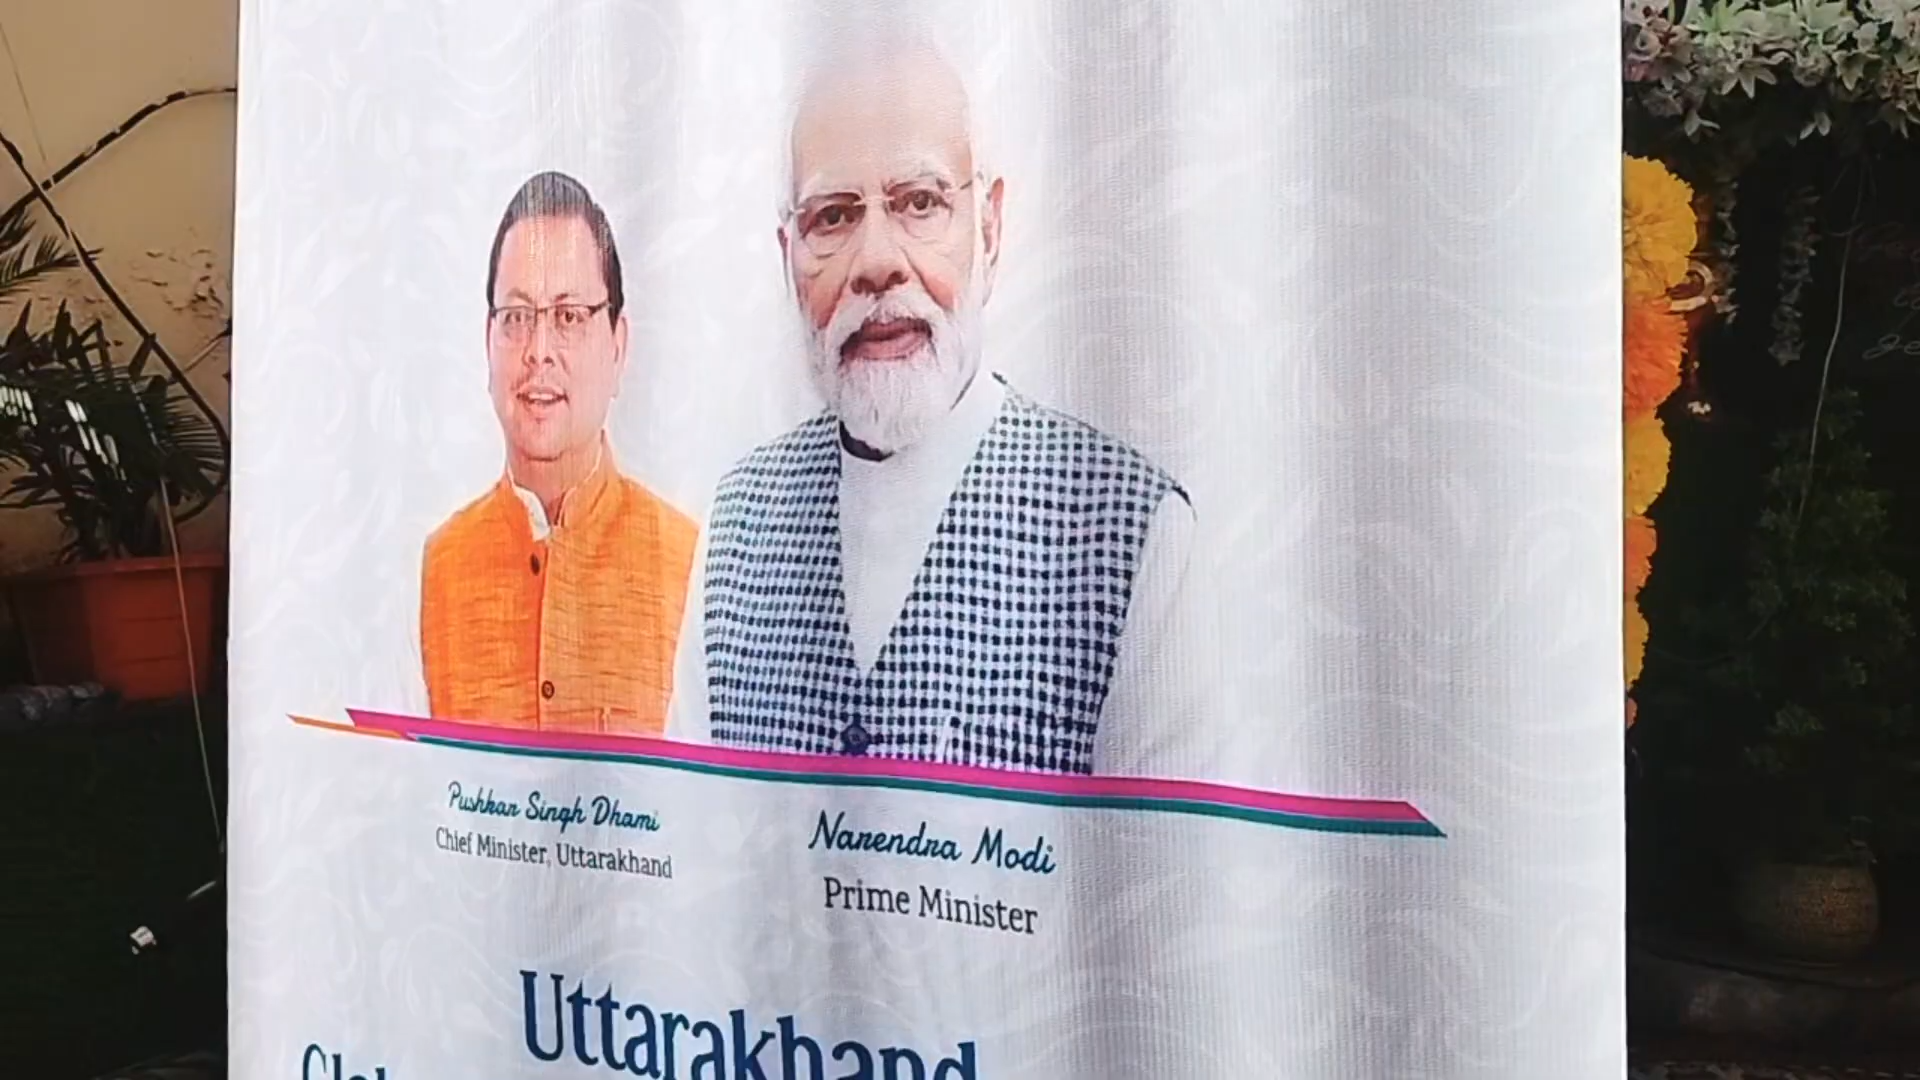 Pushkar Singh Dhami
Chief Minister, Uttarakhand
Narendra Modi
Prime Minister
Uttarakhand